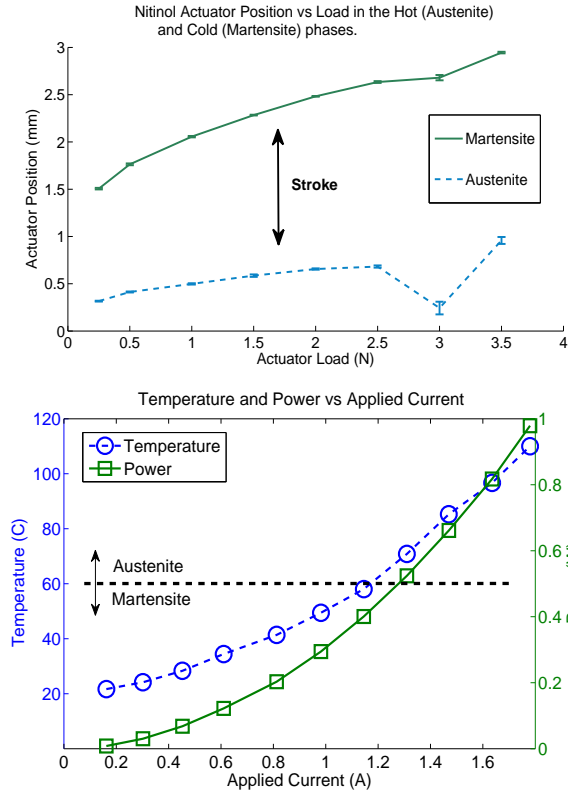 Nitinol Actuator Position vs Load in the Hot (Austenite)
and Cold (Martensite) phases.
3
2.5
2
1.5
1
0.5
0
Actuator Position (mm)
Martensite
Austenite
Stroke
0 0.5 1 1.5 2 2.5 3 3.5
Actuator Load (N)
Temperature and Power vs Applied Current
120
100
80
60
40
20
Temperature (C)
Temperature
Power
Austenite
Martensite
1
0.8
0.6
0.4
0.2
0
0 0.2 0.4 0.6 0.8 1 1.2 1.4 1.6
Applied Current (A)